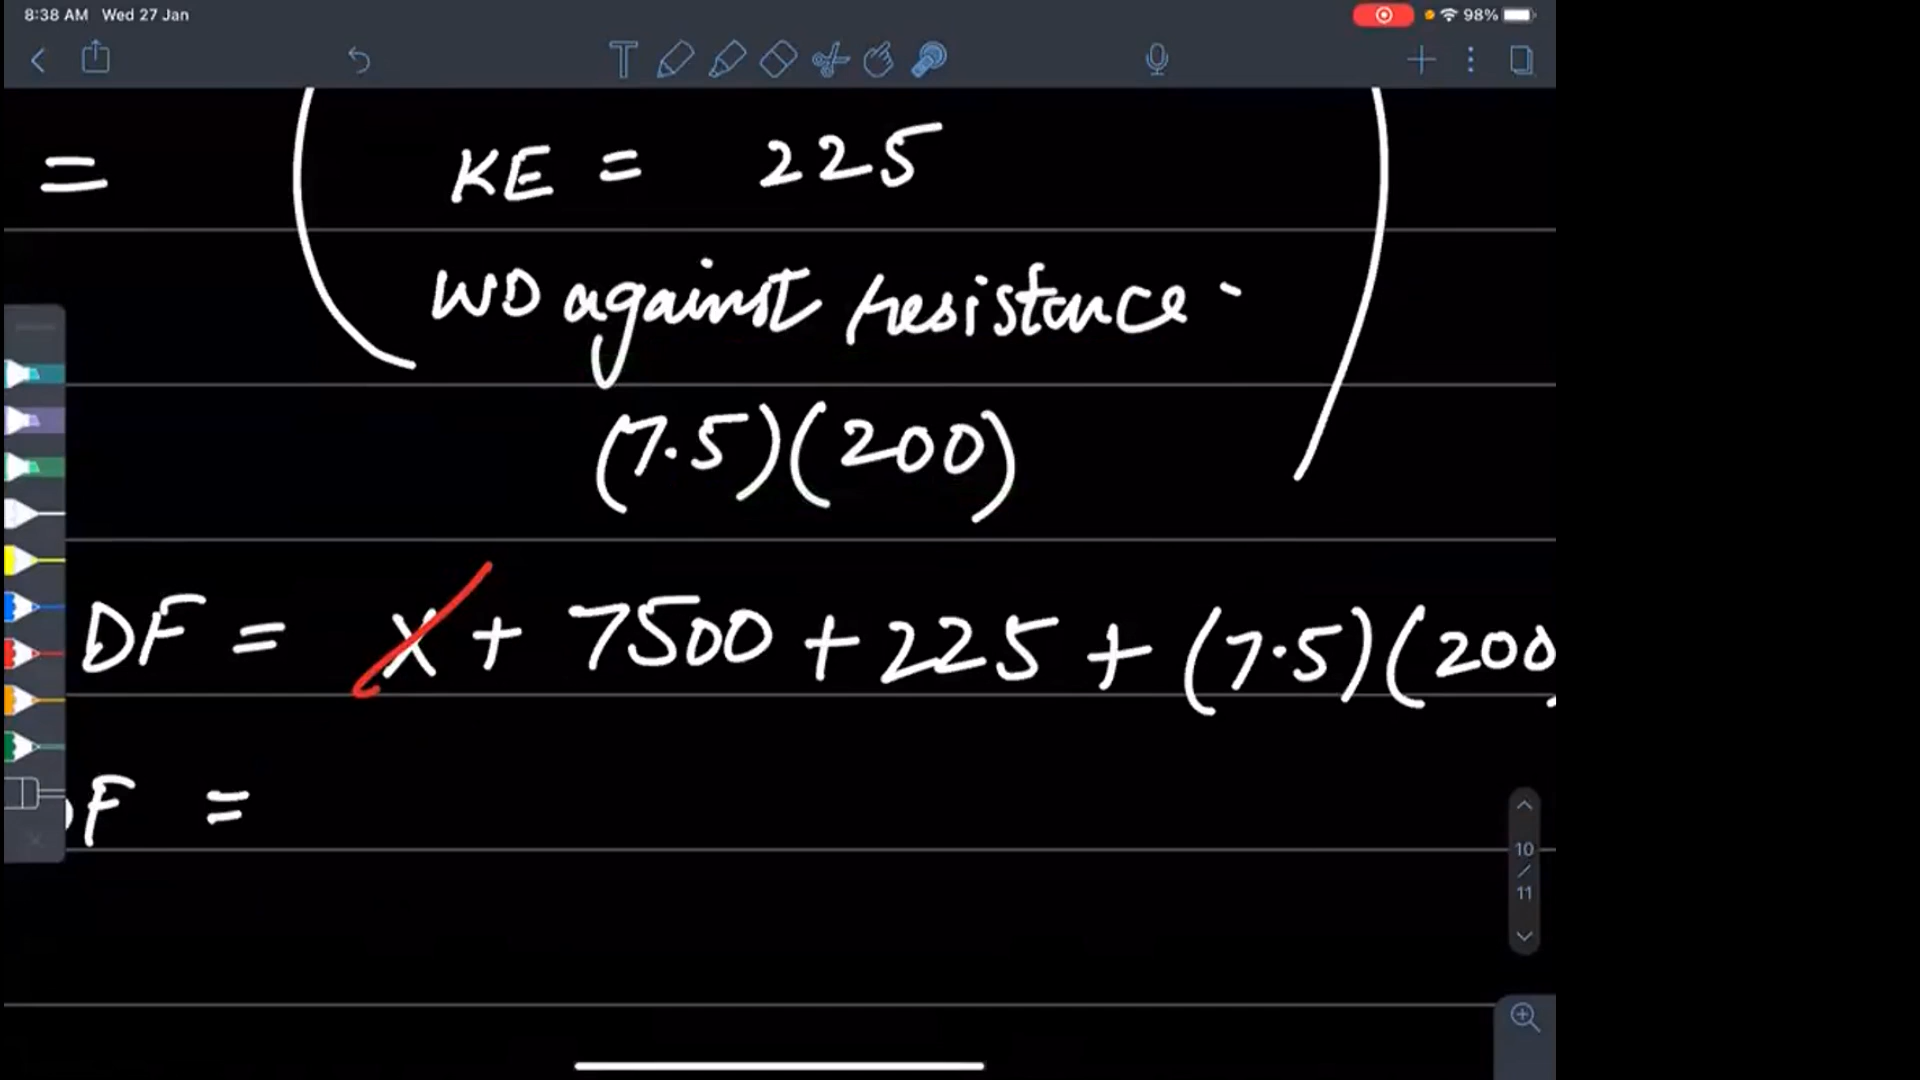 8:38 AM Wed 27 Jan
98%
= KE = 225
WD against resistance
(7.5)(200)
DF = X + 7500 + 225 + (7.5)(200
F =
10
/
11